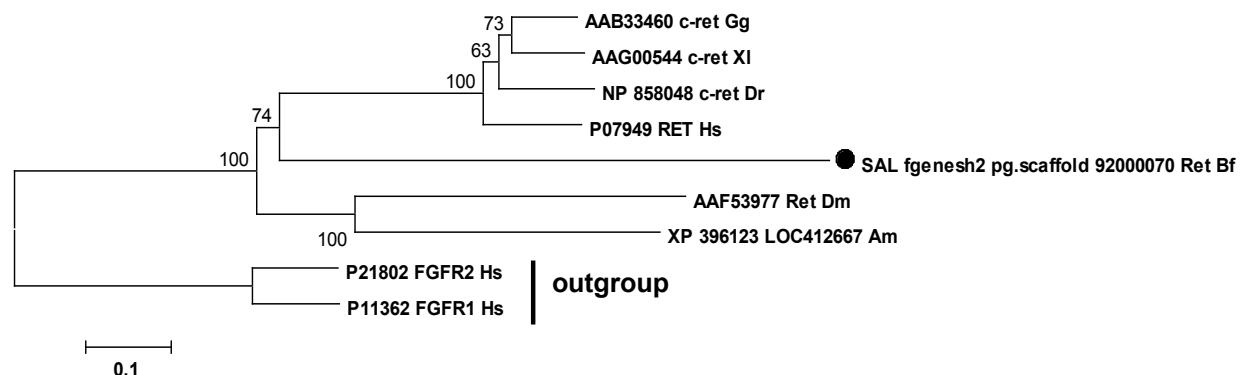 73
AAB33460 c-ret Gg
63
AAG00544 c-ret Xl
100
NP 858048 c-ret Dr
74
P07949 RET Hs
100
SAL fgenesh2 pg.scaffold 92000070 Ret Bf
AAF53977 Ret Dm
100
XP 396123 LOC412667 Am
P21802 FGFR2 Hs
outgroup
P11362 FGFR1 Hs
0.1